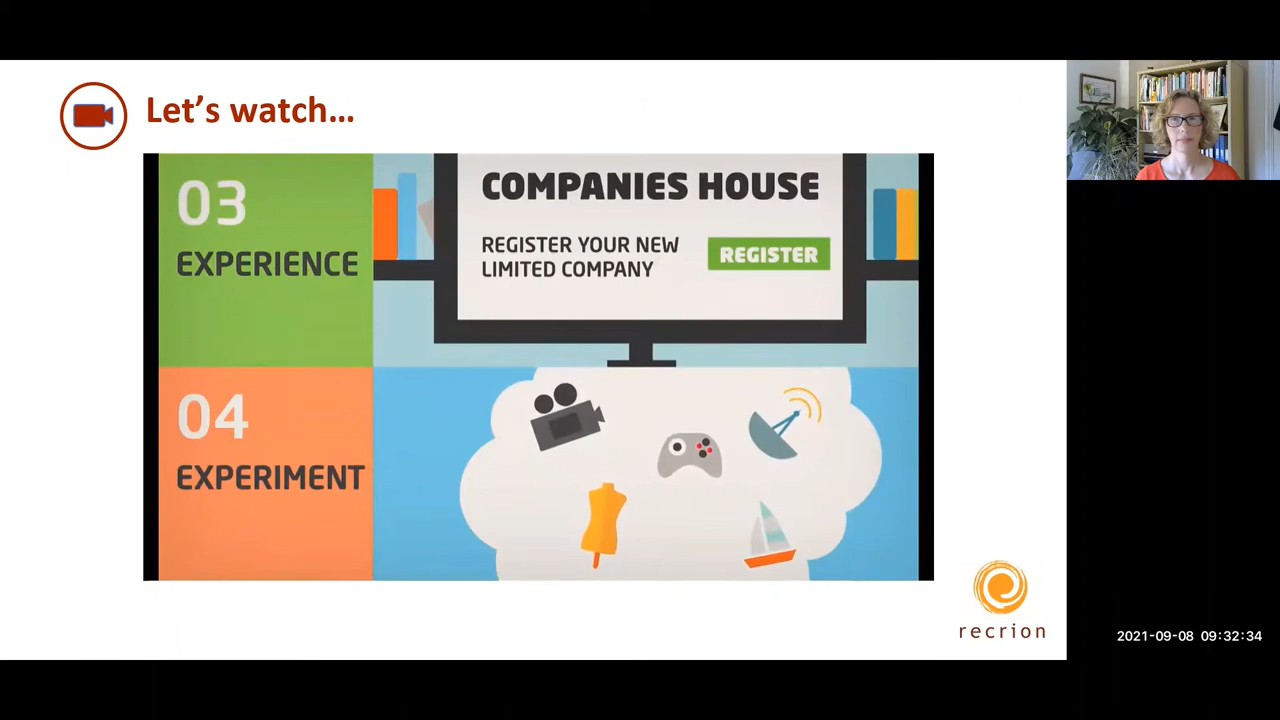 Let's watch...
03
EXPERIENCE
COMPANIES HOUSE
REGISTER YOUR NEW
LIMITED COMPANY
REGISTER
04
EXPERIMENT
recrion
2021-09-08 09:32:34